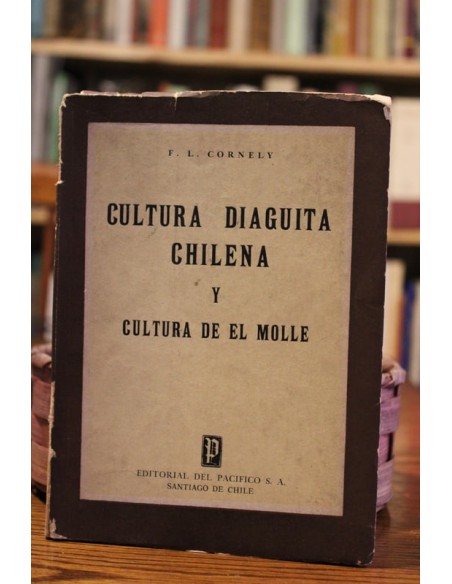 F. L. CORNELY
CULTURA DIAGUITA
CHILENA
Y
CULTURA DE EL MOLLE
P
EDITORIAL DEL PACIFICO S. A.
SANTIAGO DE CHILE